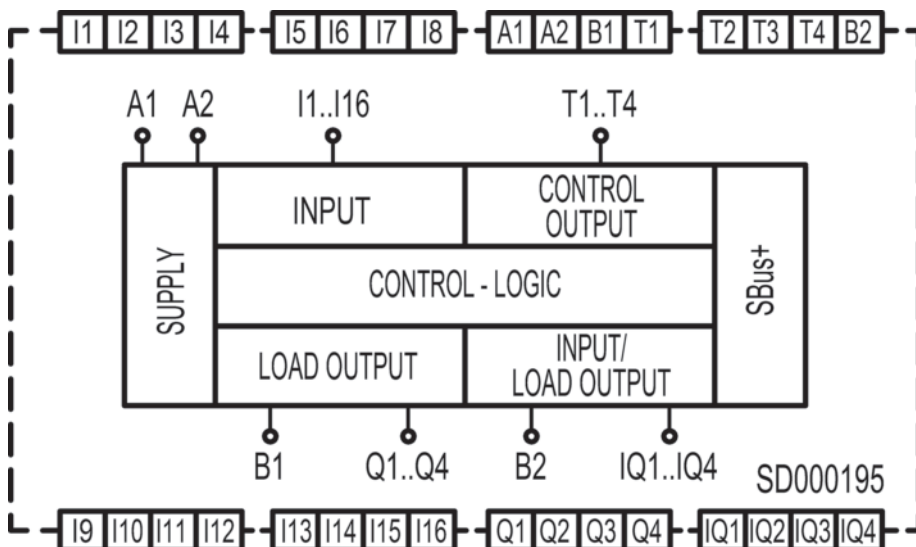 I1 I2 I3 I4 I5 I6 I7 I8 A1 A2 B1 T1 T2 T3 T4 B2
A1 A2 I1..I16 T1..T4
SUPPLY
INPUT
CONTROL
OUTPUT
CONTROL - LOGIC
SBus+
LOAD OUTPUT
INPUT/
LOAD OUTPUT
B1 Q1..Q4 B2 IQ1..IQ4
SD000195
I9 I10 I11 I12 I13 I14 I15 I16 Q1 Q2 Q3 Q4 IQ1 IQ2 IQ3 IQ4